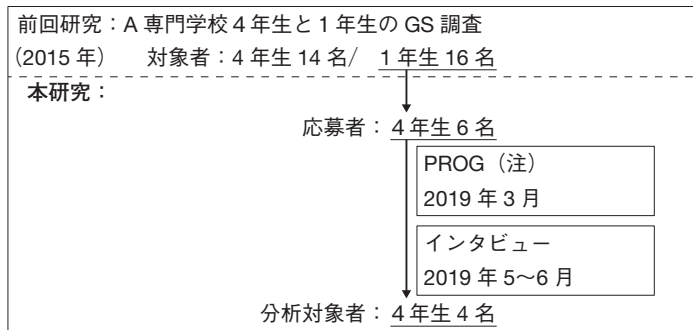 前回研究：A 専門学校 4 年生と 1 年生の GS 調査
（2015 年）　対象者：4 年生 14 名/　1 年生 16 名
本研究：
応募者：4 年生 6 名
PROG（注）
2019 年 3 月
インタビュー
2019 年 5～6 月
分析対象者：4 年生 4 名